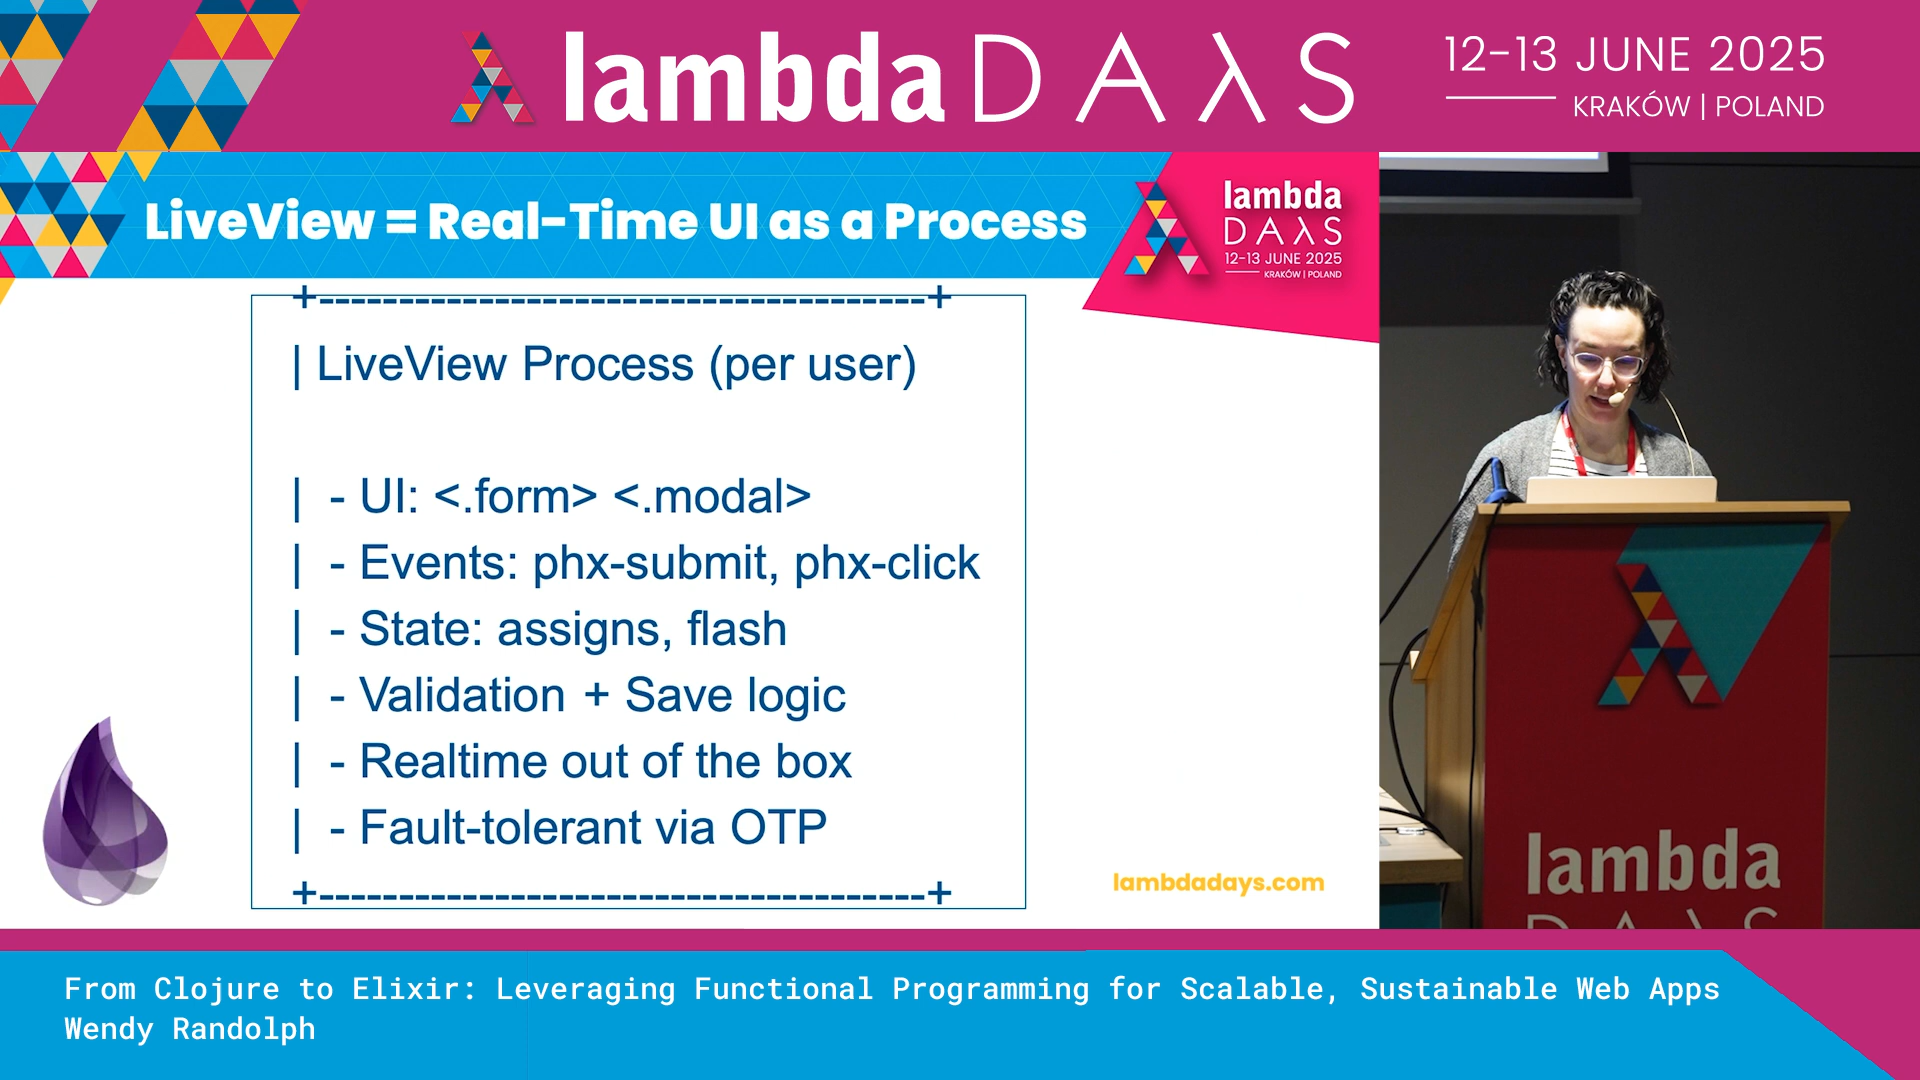 lambda DAλS
12-13 JUNE 2025
KRAKÓW | POLAND
LiveView = Real-Time UI as a Process
lambda
DAλS
12-13 JUNE 2025
KRAKÓW | POLAND
+--------------------------------------+
| LiveView Process (per user)
| - UI: <.form> <.modal>
| - Events: phx-submit, phx-click
| - State: assigns, flash
| - Validation + Save logic
| - Realtime out of the box
| - Fault-tolerant via OTP
+--------------------------------------+
lambdadays.com
lambda
DAλS
From Clojure to Elixir: Leveraging Functional Programming for Scalable, Sustainable Web Apps
Wendy Randolph